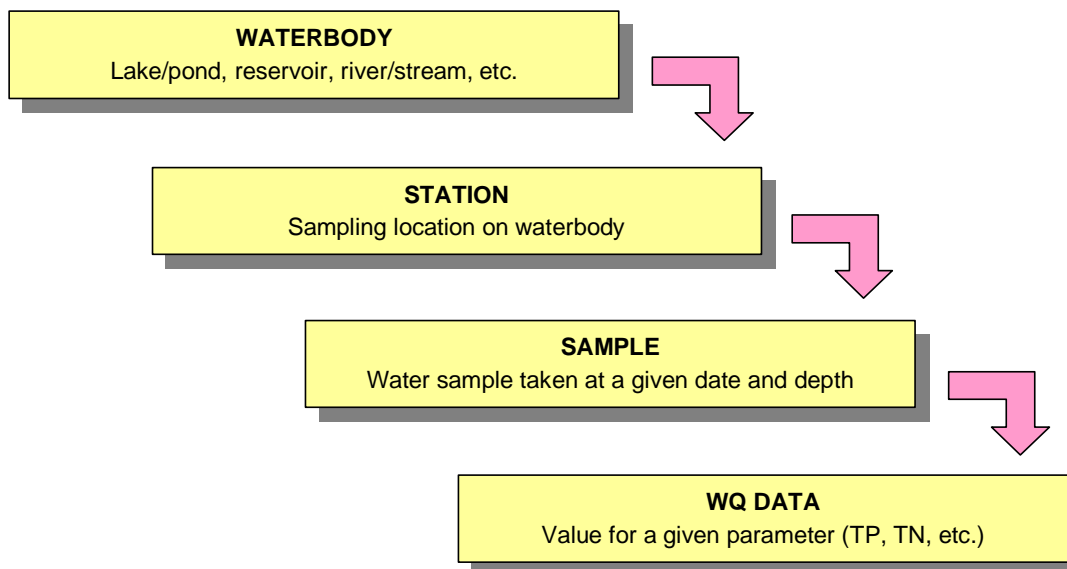 WATERBODY
Lake/pond, reservoir, river/stream, etc.
STATION
Sampling location on waterbody
SAMPLE
Water sample taken at a given date and depth
WQ DATA
Value for a given parameter (TP, TN, etc.)